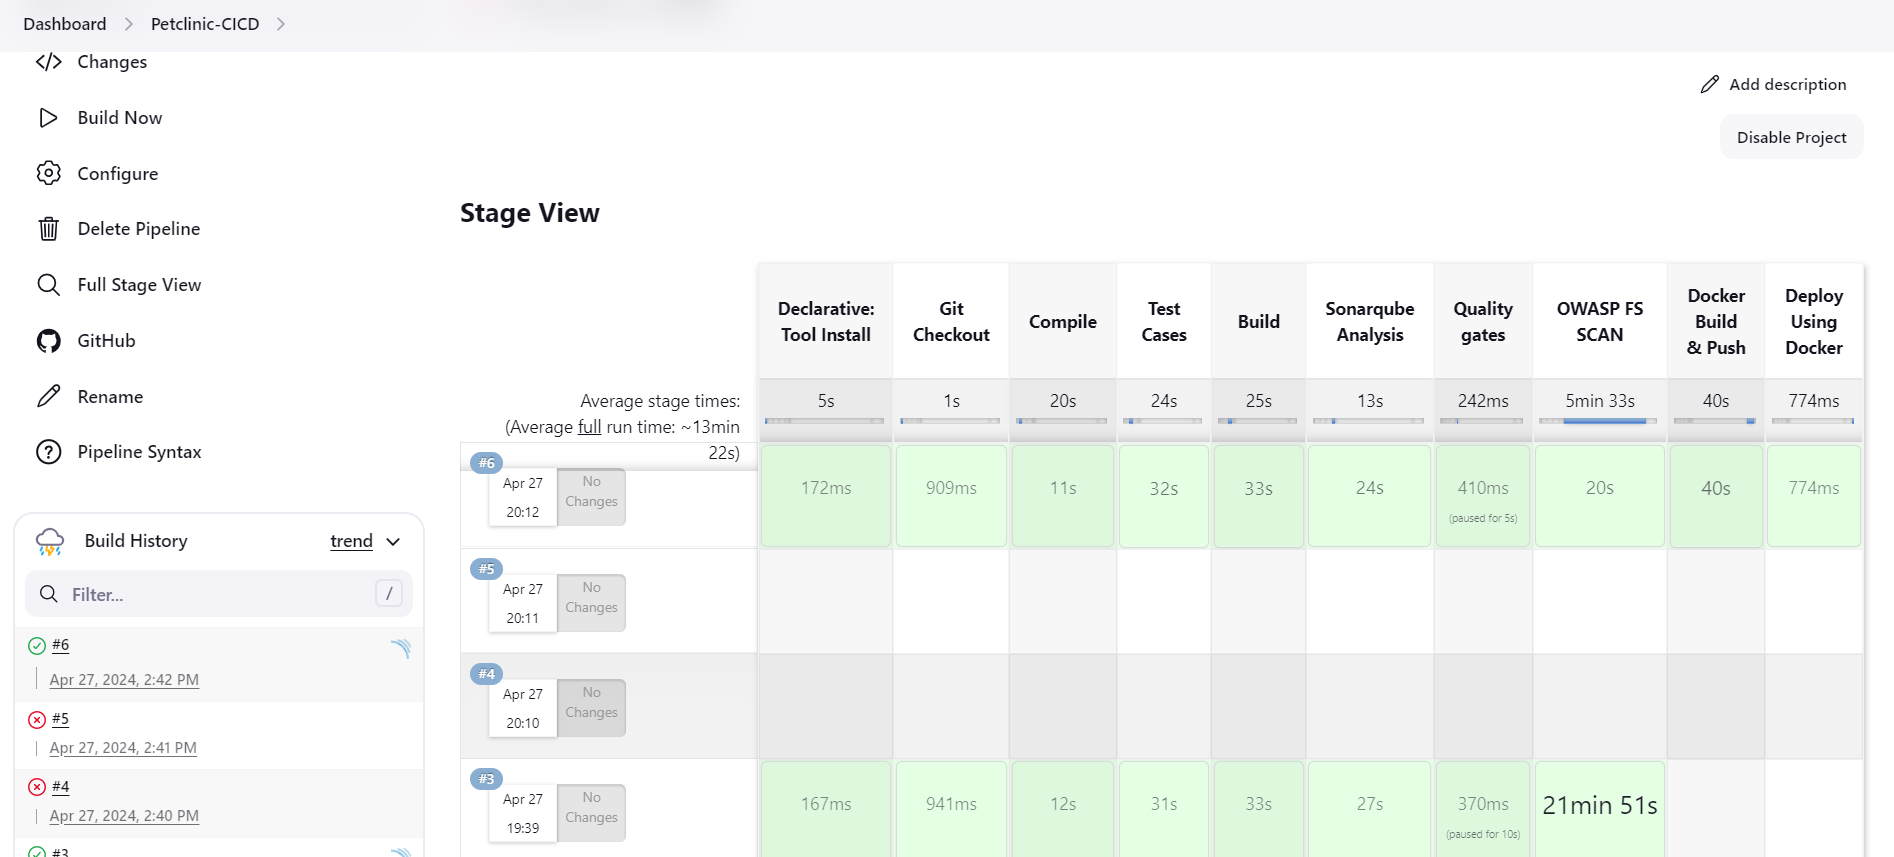 Dashboard
Petclinic-CICD
Changes
Build Now
Configure
Delete Pipeline
Full Stage View
GitHub
Rename
Pipeline Syntax
Build History
trend
Filter...
/
#6
Apr 27, 2024, 2:42 PM
#5
Apr 27, 2024, 2:41 PM
#4
Apr 27, 2024, 2:40 PM
#3
Add description
Disable Project
Stage View
Declarative:
Tool Install
Git
Checkout
Compile
Test
Cases
Build
Sonarqube
Analysis
Quality
gates
OWASP FS
SCAN
Docker
Build
& Push
Deploy
Using
Docker
Average stage times:
(Average full run time: ~13min
22s)
5s
1s
20s
24s
25s
13s
242ms
5min 33s
40s
774ms
#6
Apr 27
20:12
No
Changes
172ms
909ms
11s
32s
33s
24s
410ms
(paused for 5s)
20s
40s
774ms
#5
Apr 27
20:11
No
Changes
#4
Apr 27
20:10
No
Changes
#3
Apr 27
19:39
No
Changes
167ms
941ms
12s
31s
33s
27s
370ms
(paused for 10s)
21min 51s